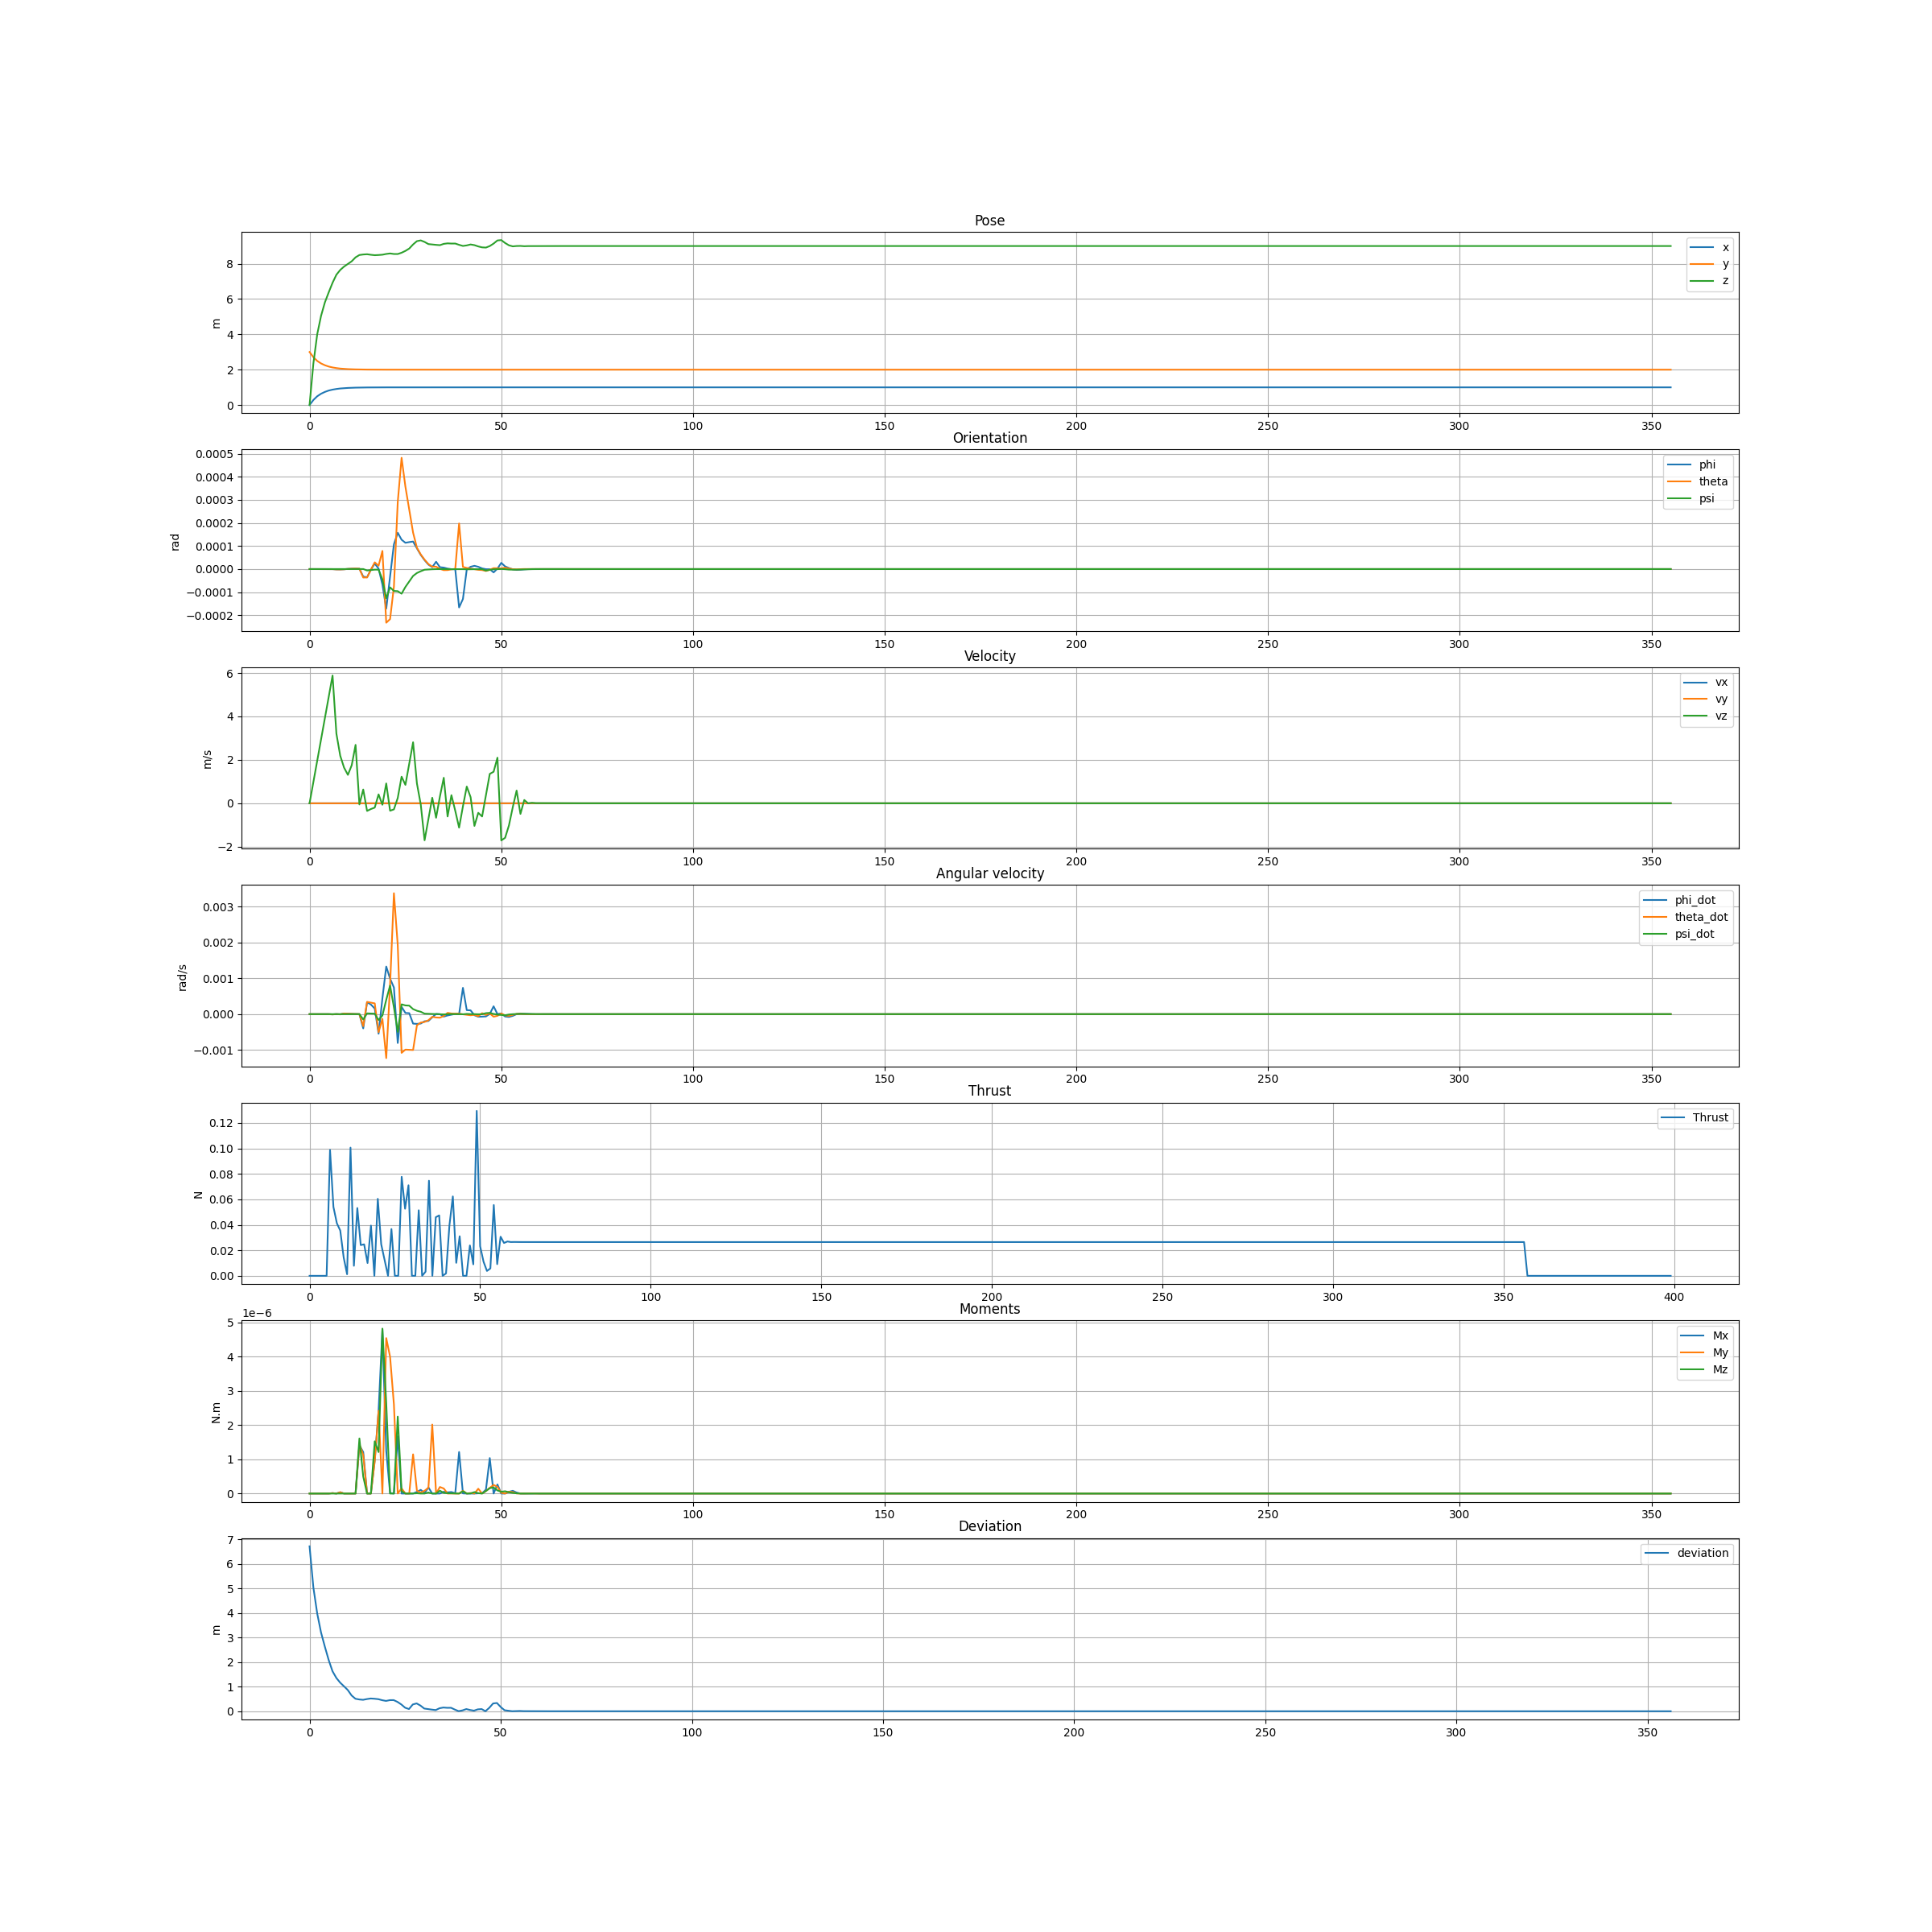 Pose
8
6
4
2
0
m
x
y
z
0 50 100 150 200 250 300 350
Orientation
0.0005
0.0004
0.0003
0.0002
0.0001
0.0000
−0.0001
−0.0002
rad
phi
theta
psi
0 50 100 150 200 250 300 350
Velocity
6
4
2
0
−2
m/s
vx
vy
vz
0 50 100 150 200 250 300 350
Angular velocity
0.003
0.002
0.001
0.000
−0.001
rad/s
phi_dot
theta_dot
psi_dot
0 50 100 150 200 250 300 350
Thrust
0.12
0.10
0.08
0.06
0.04
0.02
0.00
N
Thrust
0 50 100 150 200 250 300 350 400
Moments
1e−6
5
4
3
2
1
0
N.m
Mx
My
Mz
0 50 100 150 200 250 300 350
Deviation
7
6
5
4
3
2
1
0
m
deviation
0 50 100 150 200 250 300 350